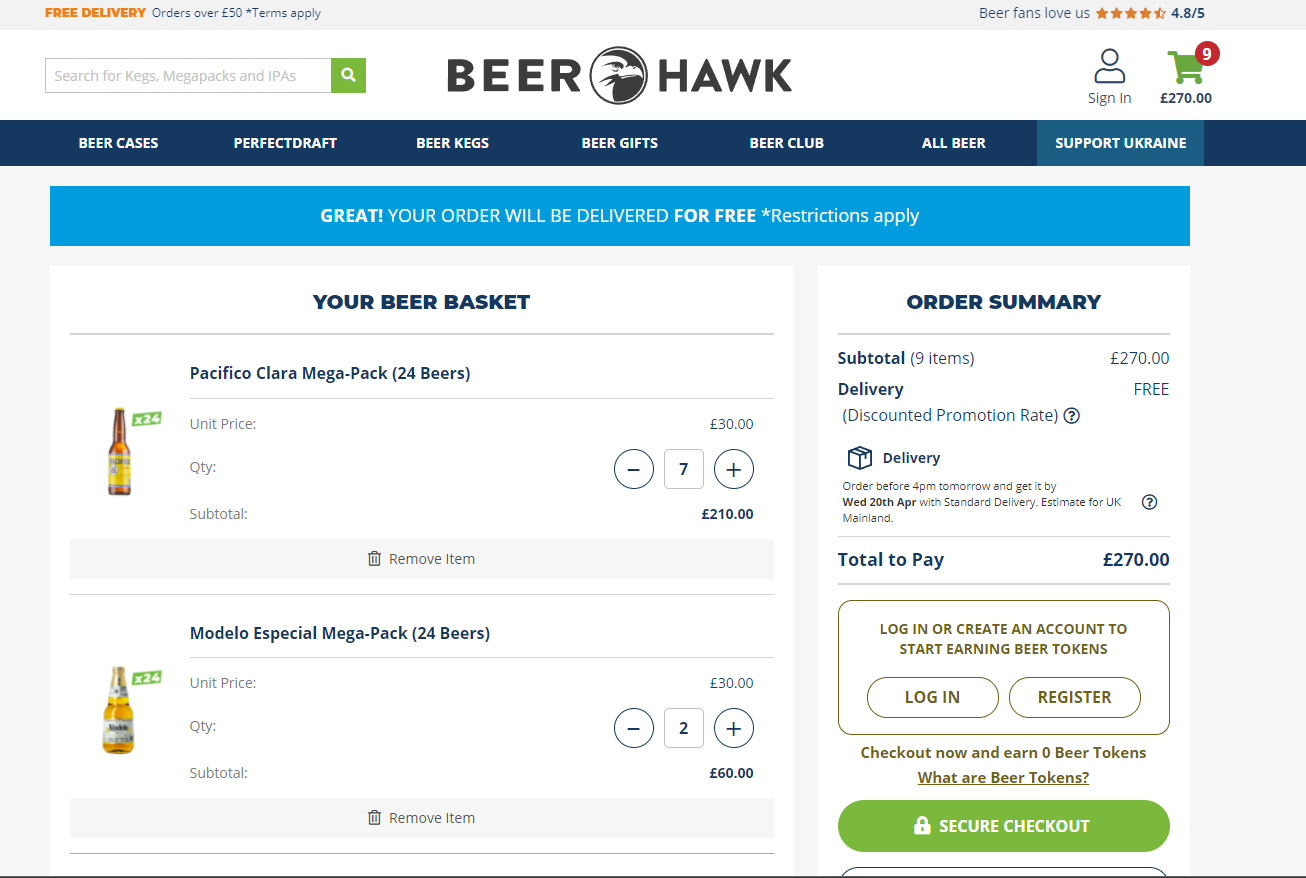 FREE DELIVERY Orders over £50 *Terms apply
Beer fans love us 4.8/5
Search for Kegs, Megapacks and IPAs
BEER HAWK
Sign In
9
£270.00
BEER CASES
PERFECTDRAFT
BEER KEGS
BEER GIFTS
BEER CLUB
ALL BEER
SUPPORT UKRAINE
GREAT! YOUR ORDER WILL BE DELIVERED FOR FREE *Restrictions apply
YOUR BEER BASKET
Pacifico Clara Mega-Pack (24 Beers)
x24
Unit Price: £30.00
Qty: − 7 +
Subtotal: £210.00
Remove Item
Modelo Especial Mega-Pack (24 Beers)
x24
Modelo
Unit Price: £30.00
Qty: − 2 +
Subtotal: £60.00
Remove Item
ORDER SUMMARY
Subtotal (9 items) £270.00
Delivery FREE
(Discounted Promotion Rate) ?
Delivery
Order before 4pm tomorrow and get it by
Wed 20th Apr with Standard Delivery. Estimate for UK ?
Mainland.
Total to Pay £270.00
LOG IN OR CREATE AN ACCOUNT TO
START EARNING BEER TOKENS
LOG IN
REGISTER
Checkout now and earn 0 Beer Tokens
What are Beer Tokens?
SECURE CHECKOUT